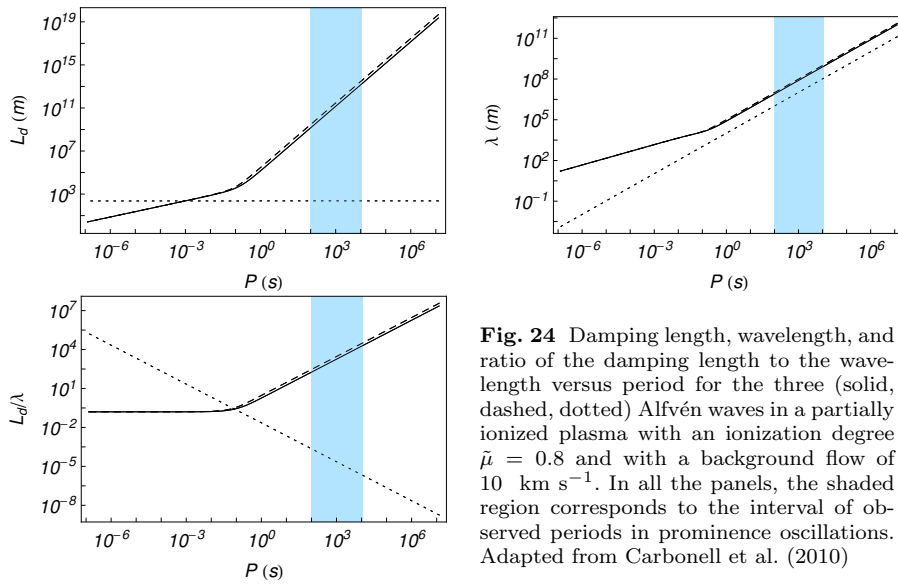 10^19
10^15
10^11
10^7
10^3
L_d (m)
10^-6 10^-3 10^0 10^3 10^6
P (s)
10^11
10^8
10^5
10^2
10^-1
λ (m)
10^-6 10^-3 10^0 10^3 10^6
P (s)
10^7
10^4
10^1
10^-2
10^-5
10^-8
L_d/λ
10^-6 10^-3 10^0 10^3 10^6
P (s)
Fig. 24 Damping length, wavelength, and
ratio of the damping length to the wave-
length versus period for the three (solid,
dashed, dotted) Alfvén waves in a partially
ionized plasma with an ionization degree
μ̃ = 0.8 and with a background flow of
10 km s⁻¹. In all the panels, the shaded
region corresponds to the interval of ob-
served periods in prominence oscillations.
Adapted from Carbonell et al. (2010)